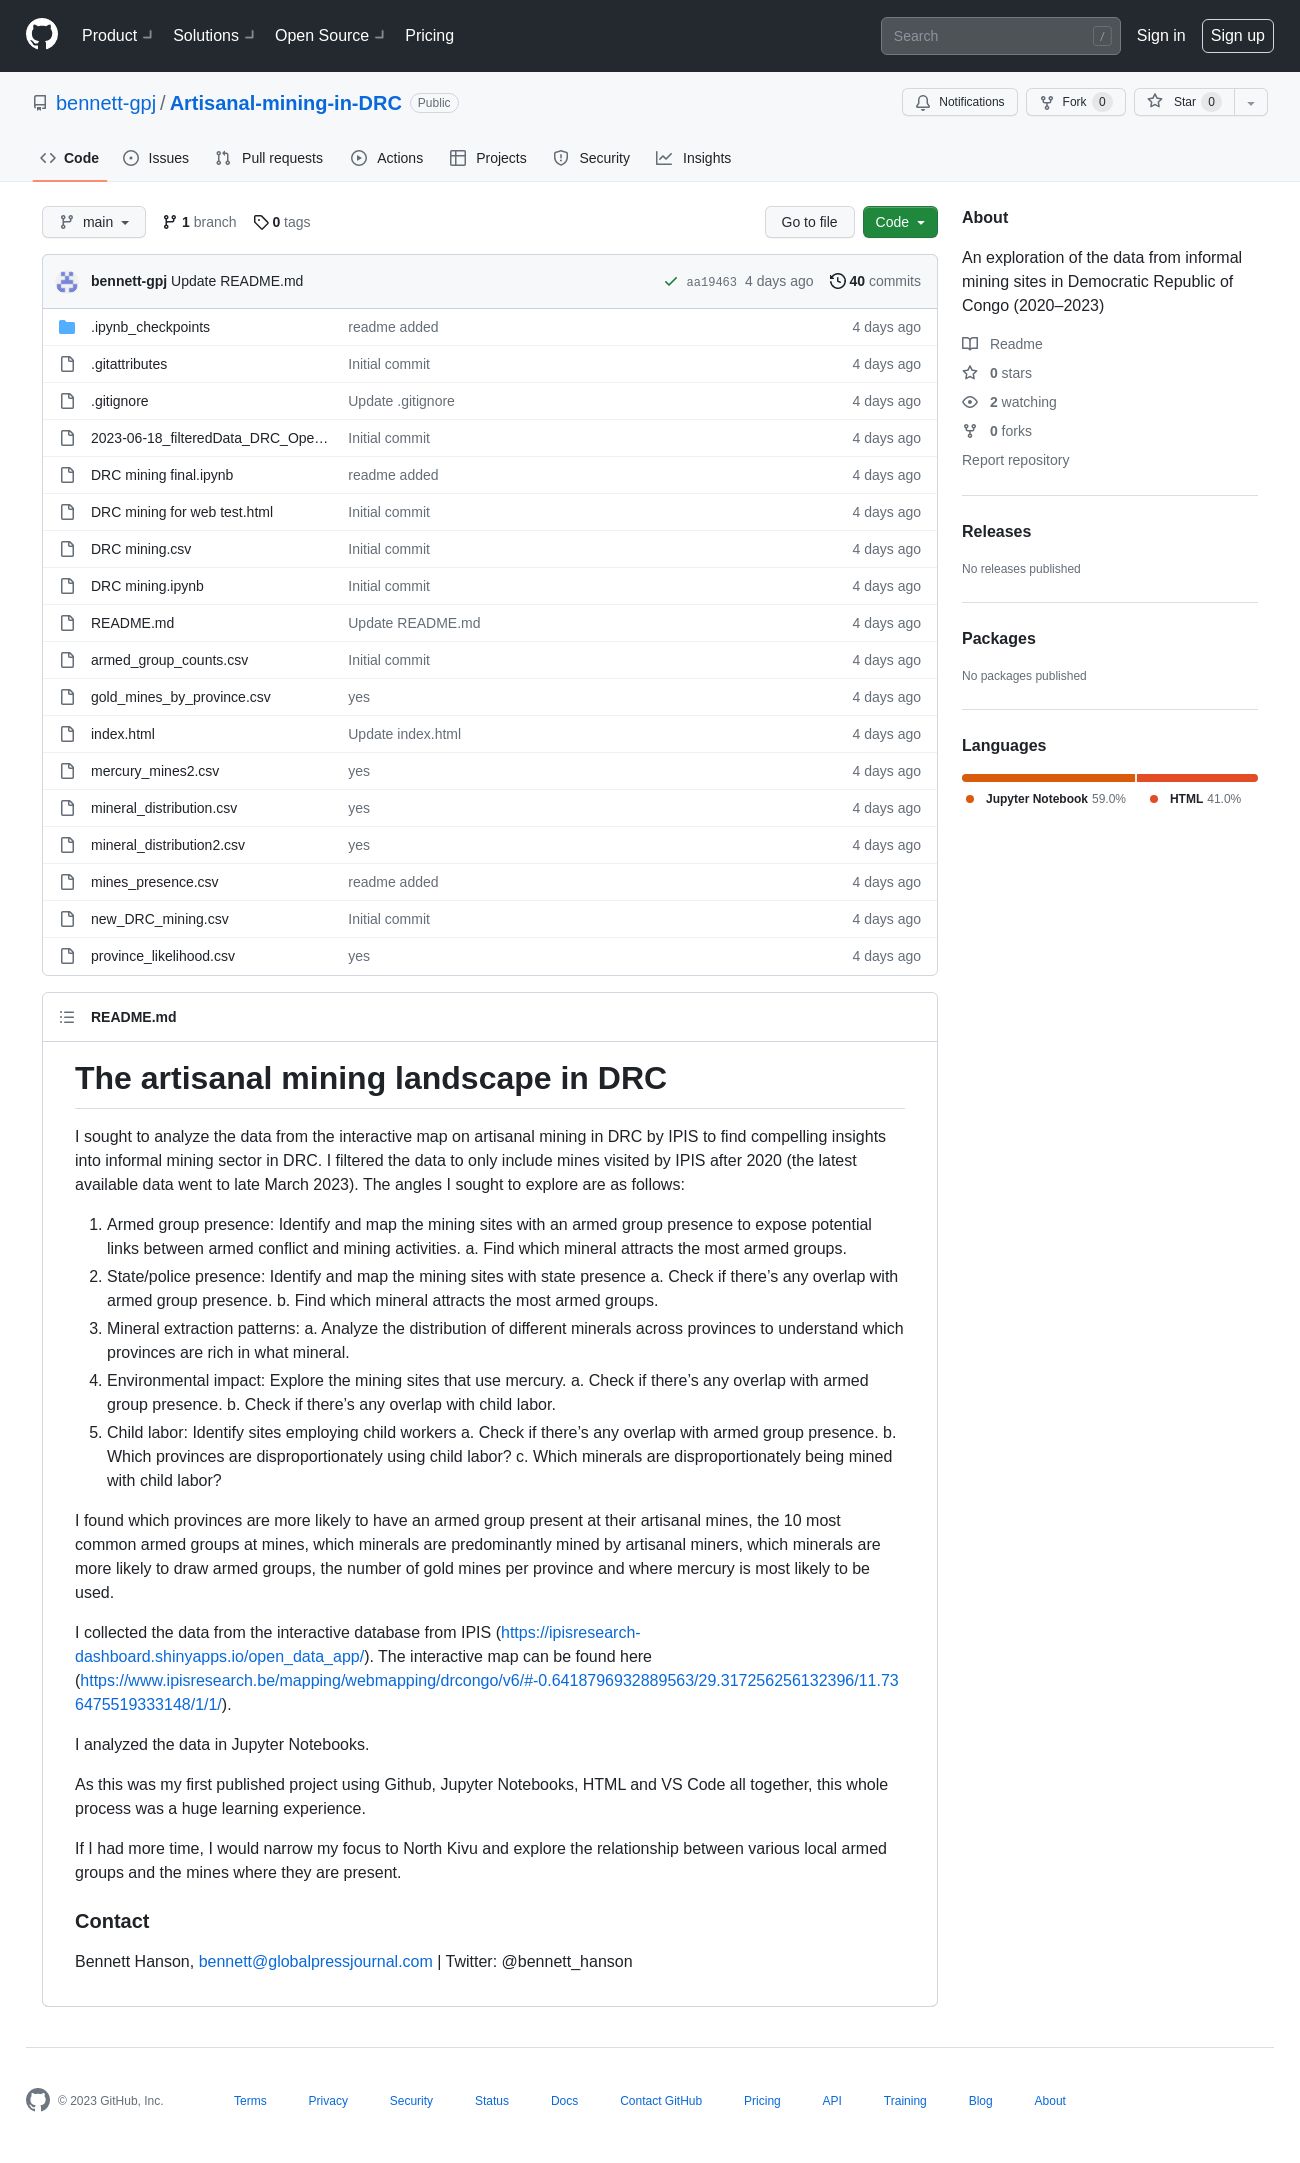 Product Solutions Open Source Pricing Search / Sign in Sign up
bennett-gpj / Artisanal-mining-in-DRC Public Notifications Fork 0 Star 0
Code Issues Pull requests Actions Projects Security Insights
main 1 branch 0 tags Go to file Code
bennett-gpj Update README.md aa19463 4 days ago 40 commits
.ipynb_checkpoints readme added 4 days ago
.gitattributes Initial commit 4 days ago
.gitignore Update .gitignore 4 days ago
2023-06-18_filteredData_DRC_Ope… Initial commit 4 days ago
DRC mining final.ipynb readme added 4 days ago
DRC mining for web test.html Initial commit 4 days ago
DRC mining.csv Initial commit 4 days ago
DRC mining.ipynb Initial commit 4 days ago
README.md Update README.md 4 days ago
armed_group_counts.csv Initial commit 4 days ago
gold_mines_by_province.csv yes 4 days ago
index.html Update index.html 4 days ago
mercury_mines2.csv yes 4 days ago
mineral_distribution.csv yes 4 days ago
mineral_distribution2.csv yes 4 days ago
mines_presence.csv readme added 4 days ago
new_DRC_mining.csv Initial commit 4 days ago
province_likelihood.csv yes 4 days ago
README.md
The artisanal mining landscape in DRC
I sought to analyze the data from the interactive map on artisanal mining in DRC by IPIS to find compelling insights
into informal mining sector in DRC. I filtered the data to only include mines visited by IPIS after 2020 (the latest
available data went to late March 2023). The angles I sought to explore are as follows:
1. Armed group presence: Identify and map the mining sites with an armed group presence to expose potential
links between armed conflict and mining activities. a. Find which mineral attracts the most armed groups.
2. State/police presence: Identify and map the mining sites with state presence a. Check if there’s any overlap with
armed group presence. b. Find which mineral attracts the most armed groups.
3. Mineral extraction patterns: a. Analyze the distribution of different minerals across provinces to understand which
provinces are rich in what mineral.
4. Environmental impact: Explore the mining sites that use mercury. a. Check if there’s any overlap with armed
group presence. b. Check if there’s any overlap with child labor.
5. Child labor: Identify sites employing child workers a. Check if there’s any overlap with armed group presence. b.
Which provinces are disproportionately using child labor? c. Which minerals are disproportionately being mined
with child labor?
I found which provinces are more likely to have an armed group present at their artisanal mines, the 10 most
common armed groups at mines, which minerals are predominantly mined by artisanal miners, which minerals are
more likely to draw armed groups, the number of gold mines per province and where mercury is most likely to be
used.
I collected the data from the interactive database from IPIS (https://ipisresearch-
dashboard.shinyapps.io/open_data_app/). The interactive map can be found here
(https://www.ipisresearch.be/mapping/webmapping/drcongo/v6/#-0.6418796932889563/29.317256256132396/11.73
6475519333148/1/1/).
I analyzed the data in Jupyter Notebooks.
As this was my first published project using Github, Jupyter Notebooks, HTML and VS Code all together, this whole
process was a huge learning experience.
If I had more time, I would narrow my focus to North Kivu and explore the relationship between various local armed
groups and the mines where they are present.
Contact
Bennett Hanson, bennett@globalpressjournal.com | Twitter: @bennett_hanson
About
An exploration of the data from informal
mining sites in Democratic Republic of
Congo (2020–2023)
Readme
0 stars
2 watching
0 forks
Report repository
Releases
No releases published
Packages
No packages published
Languages
Jupyter Notebook 59.0% HTML 41.0%
© 2023 GitHub, Inc. Terms Privacy Security Status Docs Contact GitHub Pricing API Training Blog About